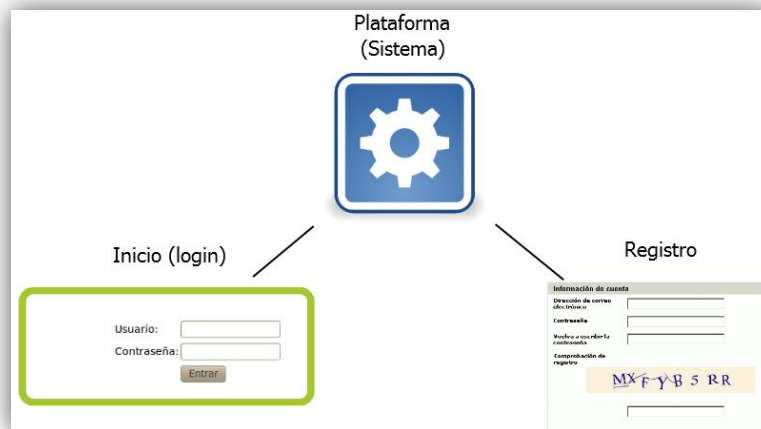 Plataforma
(Sistema)
Inicio (login)
Registro
Usuario:
Contraseña:
Entrar
Información de cuenta
Dirección de correo
electrónico
Contraseña
Vuelva a escribir la
contraseña
Comprobación de
registro
MXFYB5RR